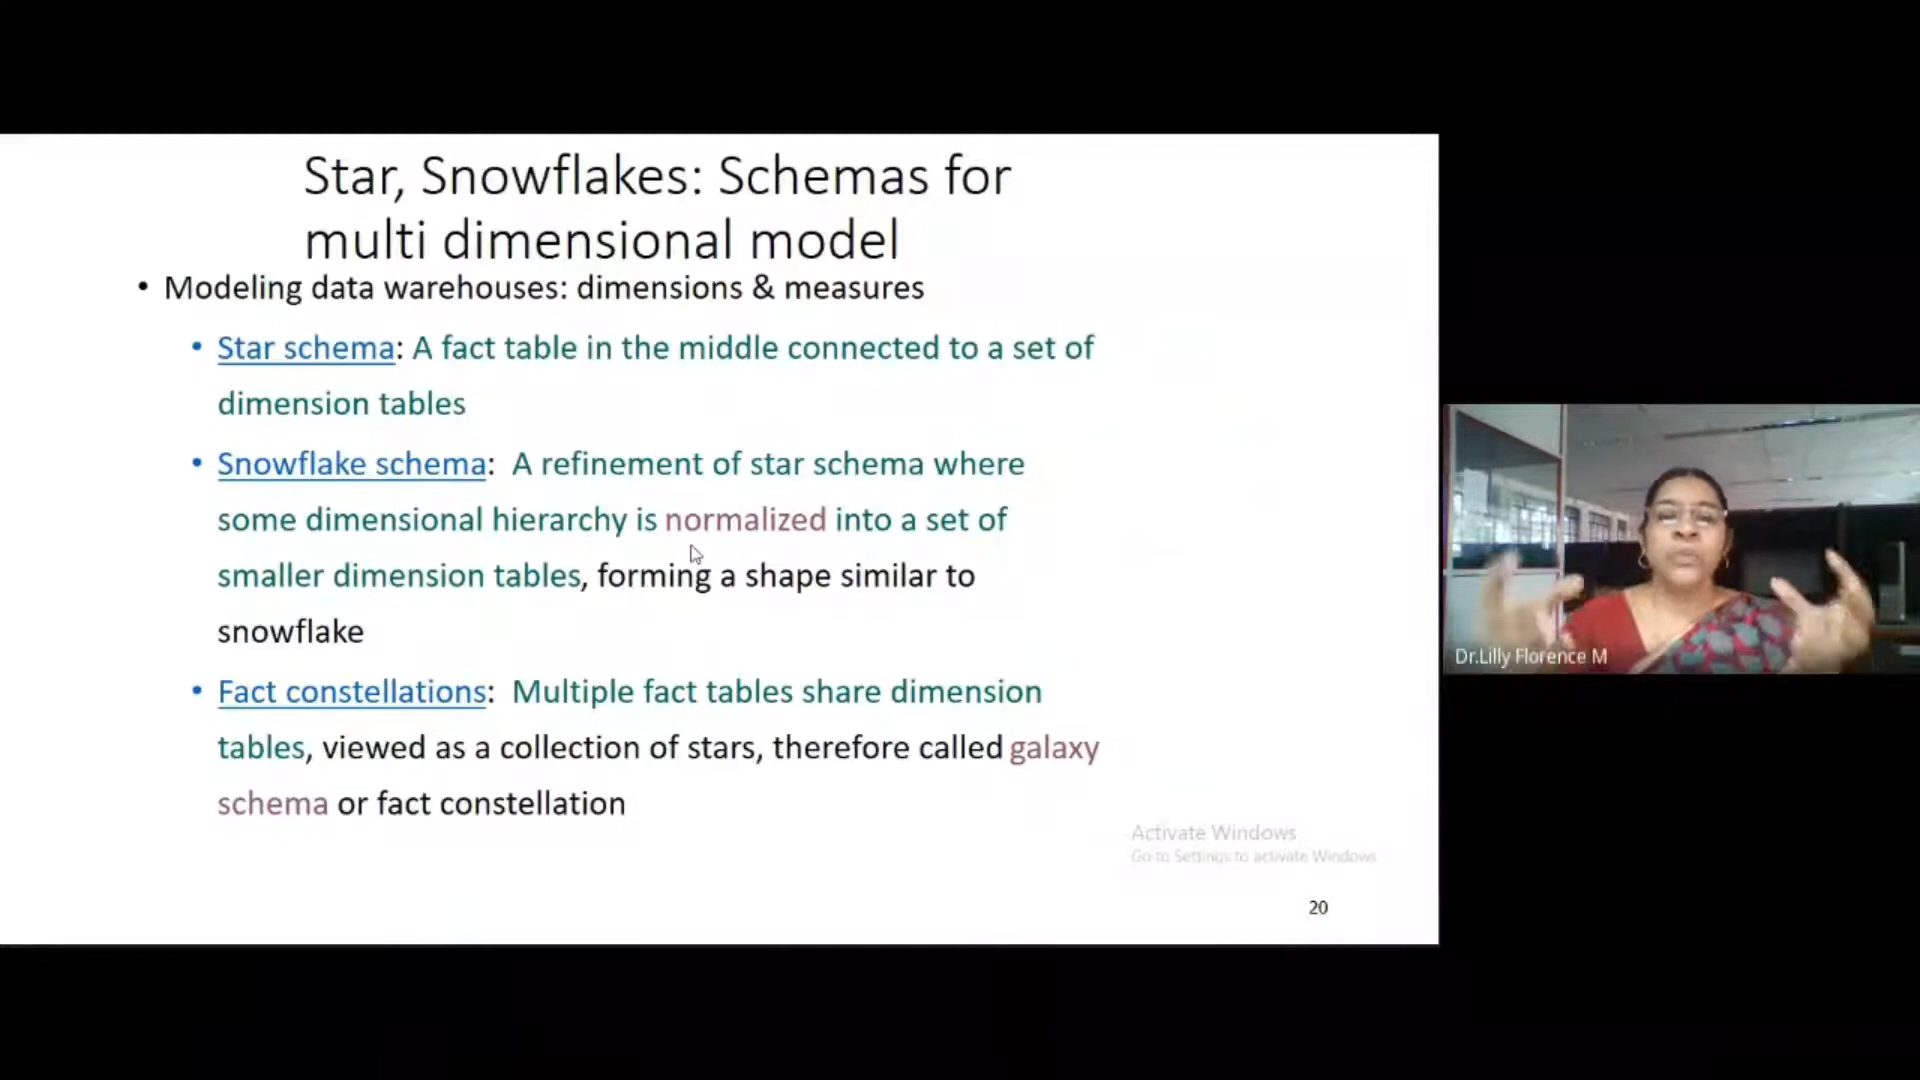 Star, Snowflakes: Schemas for
multi dimensional model
• Modeling data warehouses: dimensions & measures
• Star schema: A fact table in the middle connected to a set of
dimension tables
• Snowflake schema: A refinement of star schema where
some dimensional hierarchy is normalized into a set of
smaller dimension tables, forming a shape similar to
snowflake
• Fact constellations: Multiple fact tables share dimension
tables, viewed as a collection of stars, therefore called galaxy
schema or fact constellation
Activate Windows
Go to Settings to activate Windows
20
Dr.Lilly Florence M